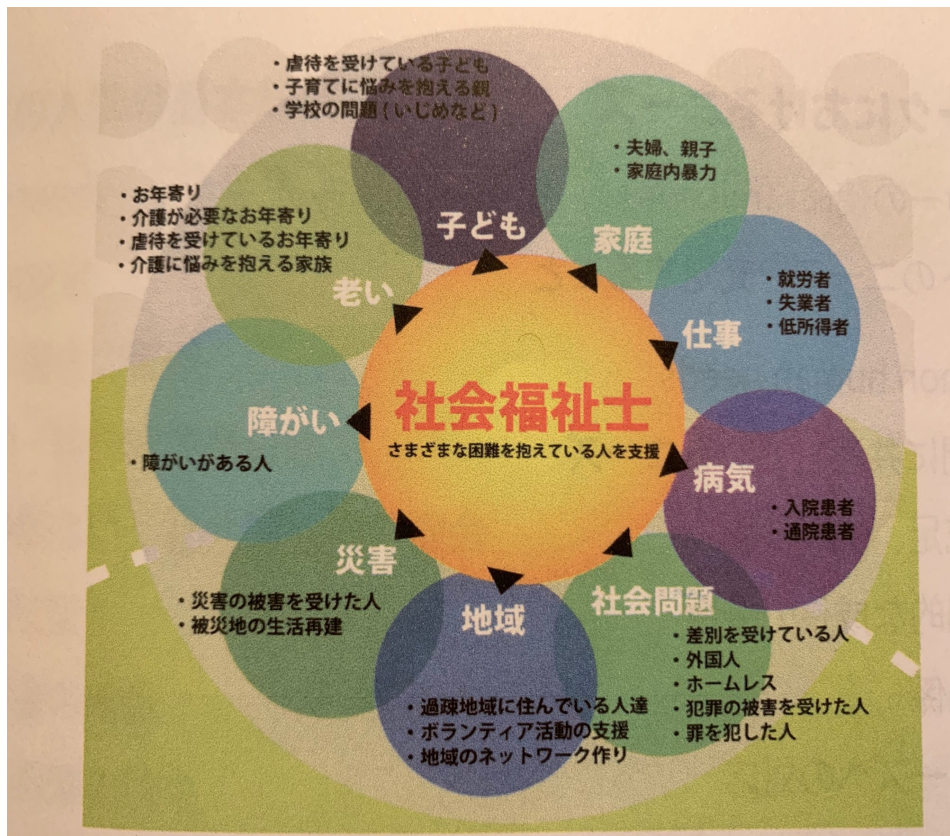 ・虐待を受けている子ども
・子育てに悩みを抱える親
・学校の問題(いじめなど)
子ども
・夫婦、親子
・家庭内暴力
家庭
・お年寄り
・介護が必要なお年寄り
・虐待を受けているお年寄り
・介護に悩みを抱える家族
老い
・就労者
・失業者
・低所得者
仕事
社会福祉士
さまざまな困難を抱えている人を支援
障がい
・障がいがある人
病気
・入院患者
・通院患者
災害
・災害の被害を受けた人
・被災地の生活再建
地域
・過疎地域に住んでいる人達
・ボランティア活動の支援
・地域のネットワーク作り
社会問題
・差別を受けている人
・外国人
・ホームレス
・犯罪の被害を受けた人
・罪を犯した人